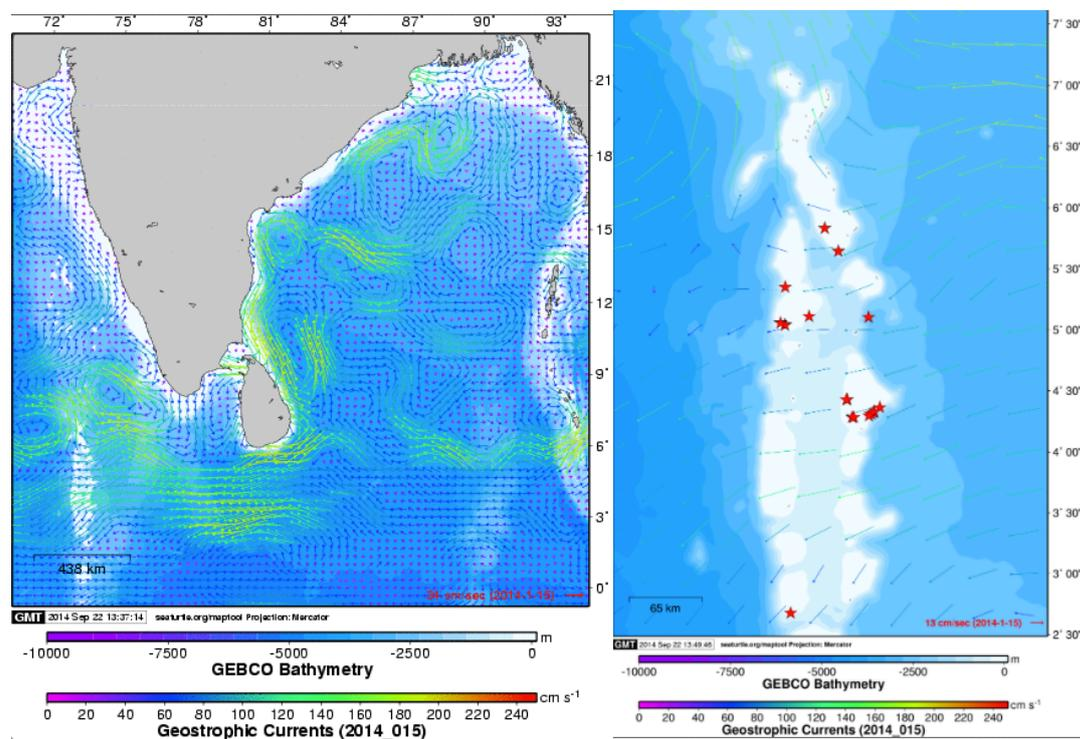 72° 75° 78° 81° 84° 87° 90° 93°
21°
18°
15°
12°
9°
6°
3°
0°
438 km
GMT 2014 Sep 22 13:37:14 seaturtle.org/maptool Projection: Mercator
-10000 -7500 -5000 -2500 0 m
GEBCO Bathymetry
0 20 40 60 80 100 120 140 160 180 200 220 240 cm s⁻¹
Geostrophic Currents (2014_015)
7° 30'
7° 00'
6° 30'
6° 00'
5° 30'
5° 00'
4° 30'
4° 00'
3° 30'
3° 00'
2° 30'
65 km
13 cm/sec (2014-1-15)
GMT 2014 Sep 22 13:49:46 seaturtle.org/maptool Projection: Mercator
-10000 -7500 -5000 -2500 0 m
GEBCO Bathymetry
0 20 40 60 80 100 120 140 160 180 200 220 240 cm s⁻¹
Geostrophic Currents (2014_015)